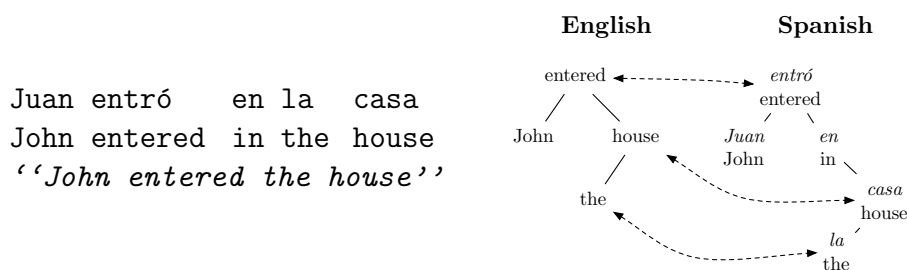 Juan entró en la casa
John entered in the house
‘‘John entered the house’’
English Spanish
entered entró
entered
John house Juan en
John in
the casa
house
la
the